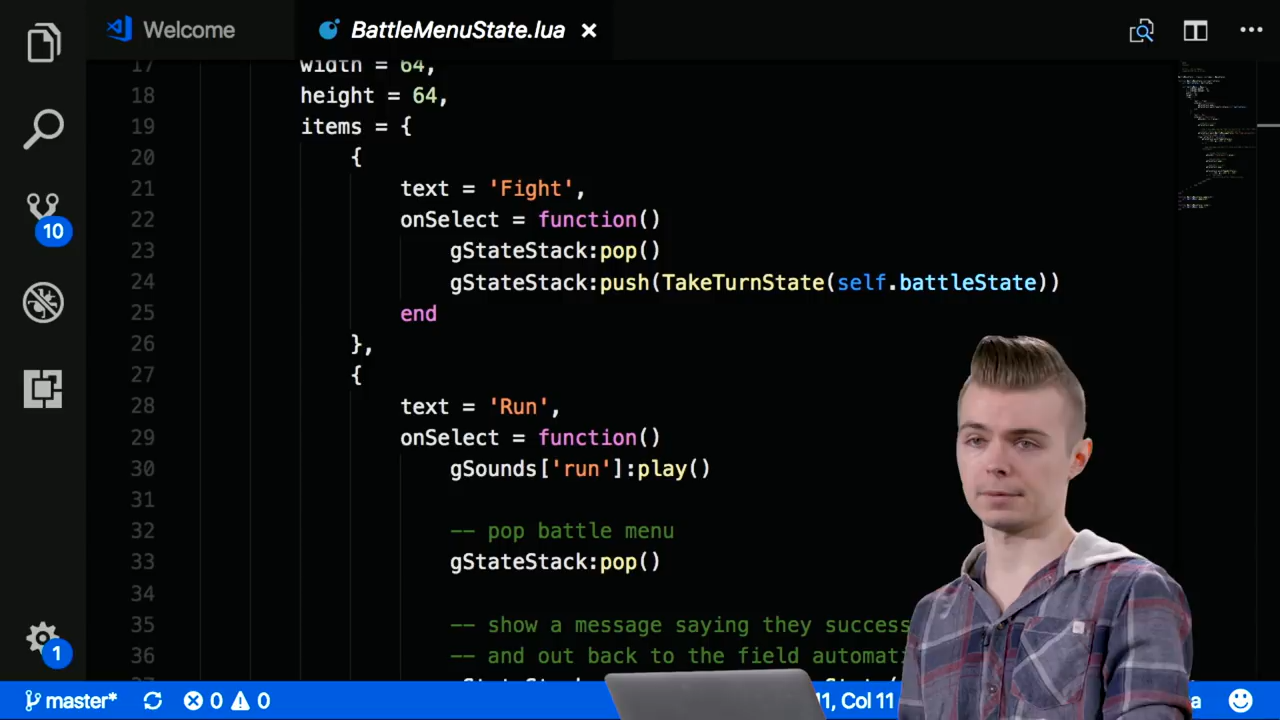 Welcome
BattleMenuState.lua
17 width = 64,
18 height = 64,
19 items = {
20 {
21 text = 'Fight',
22 onSelect = function()
23 gStateStack:pop()
24 gStateStack:push(TakeTurnState(self.battleState))
25 end
26 },
27 {
28 text = 'Run',
29 onSelect = function()
30 gSounds['run']:play()
31
32 -- pop battle menu
33 gStateStack:pop()
34
35 -- show a message saying they
36 -- and out back to the field
10
1
master* 0 0 11, Col 11